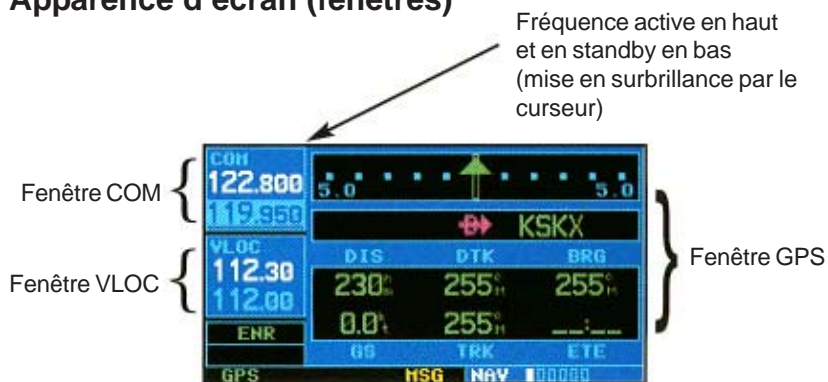 Apparence d'écran (fenêtres)
Fréquence active en haut
et en standby en bas
(mise en surbrillance par le
curseur)
Fenêtre COM
Fenêtre VLOC
Fenêtre GPS
COM
122.800
119.950
VLOC
112.30
112.00
ENR
GPS
5.0 5.0
KSKX
DIS DTK BRG
230 255 255
0.0 255 __:__
GS TRK ETE
MSG NAV